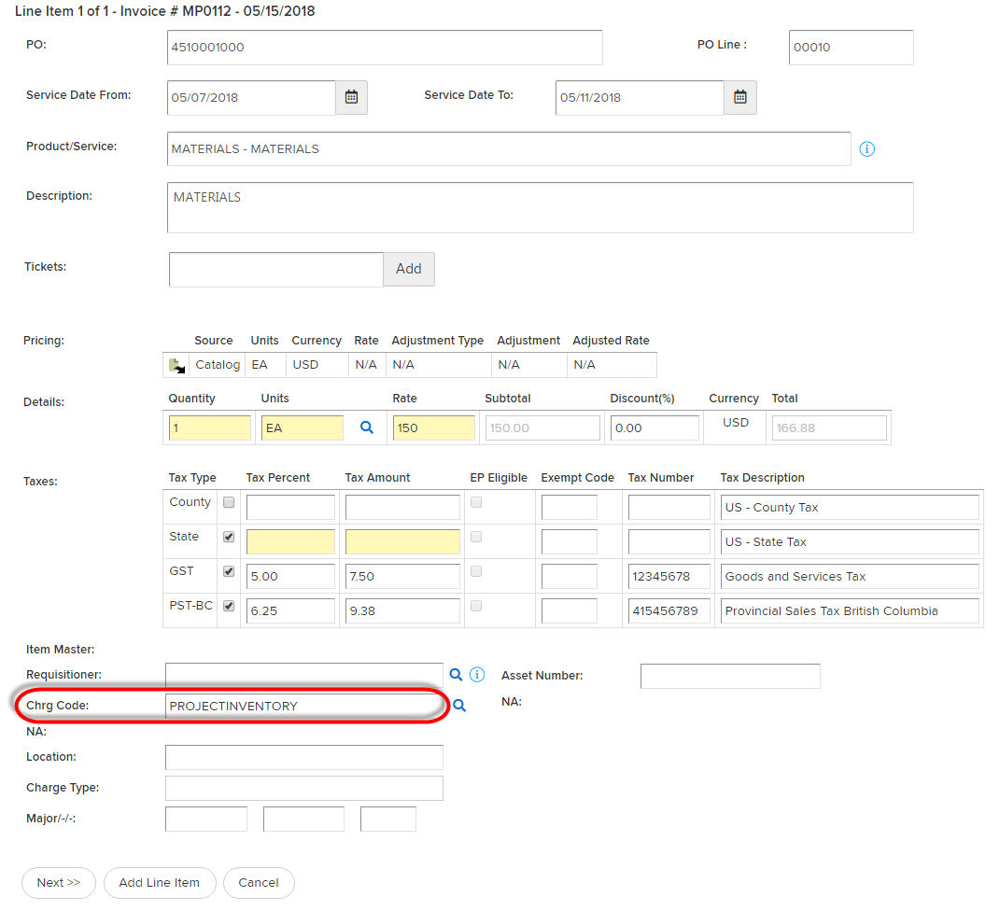 Line Item 1 of 1 - Invoice # MP0112 - 05/15/2018
PO: 4510001000 PO Line : 00010
Service Date From: 05/07/2018 Service Date To: 05/11/2018
Product/Service: MATERIALS - MATERIALS
Description: MATERIALS
Tickets: Add
Pricing: Source Units Currency Rate Adjustment Type Adjustment Adjusted Rate
Catalog EA USD N/A N/A N/A N/A
Details: Quantity Units Rate Subtotal Discount(%) Currency Total
1 EA 150 150.00 0.00 USD 166.88
Taxes: Tax Type Tax Percent Tax Amount EP Eligible Exempt Code Tax Number Tax Description
County US - County Tax
State US - State Tax
GST 5.00 7.50 12345678 Goods and Services Tax
PST-BC 6.25 9.38 415456789 Provincial Sales Tax British Columbia
Item Master:
Requisitioner: Asset Number:
Chrg Code: PROJECTINVENTORY NA:
NA:
Location:
Charge Type:
Major/-/-:
Next >> Add Line Item Cancel